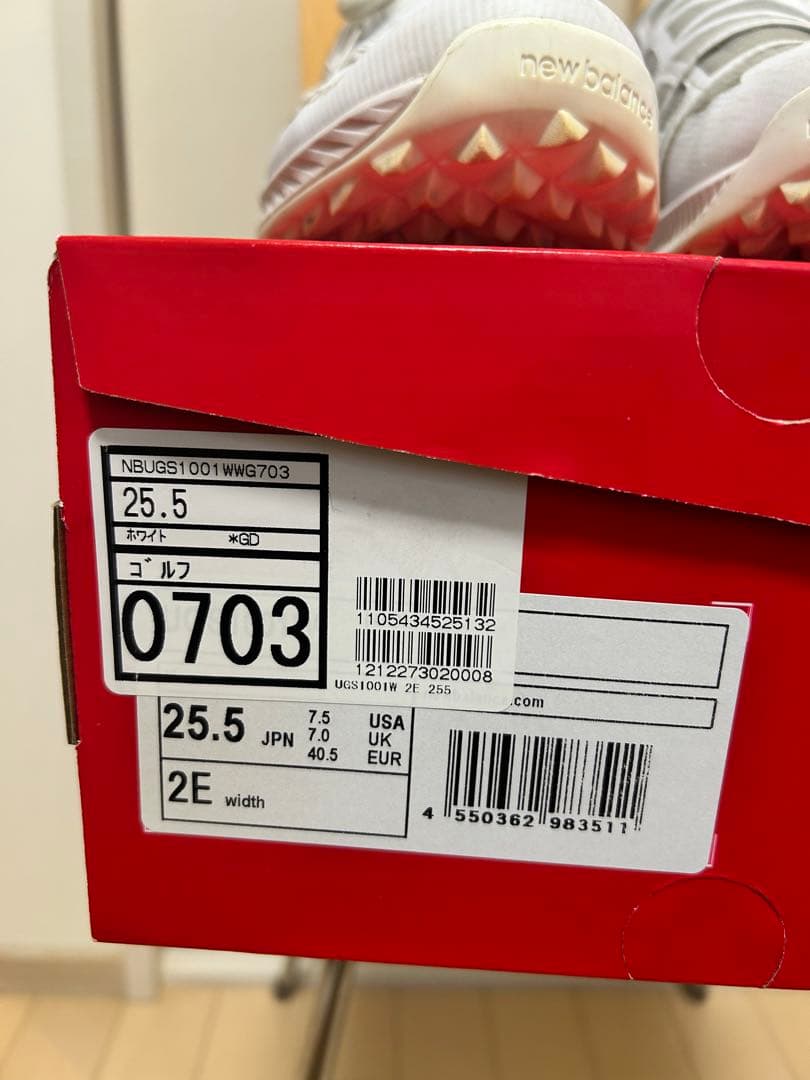 new balance
NBUGS1001WWG703
25.5
ホワイト *GD
ゴルフ
0703
1105434525132
1212273020008
UGS1001W 2E 255
.com
25.5 JPN
7.5 USA
7.0 UK
40.5 EUR
2E width
4 550362 983511